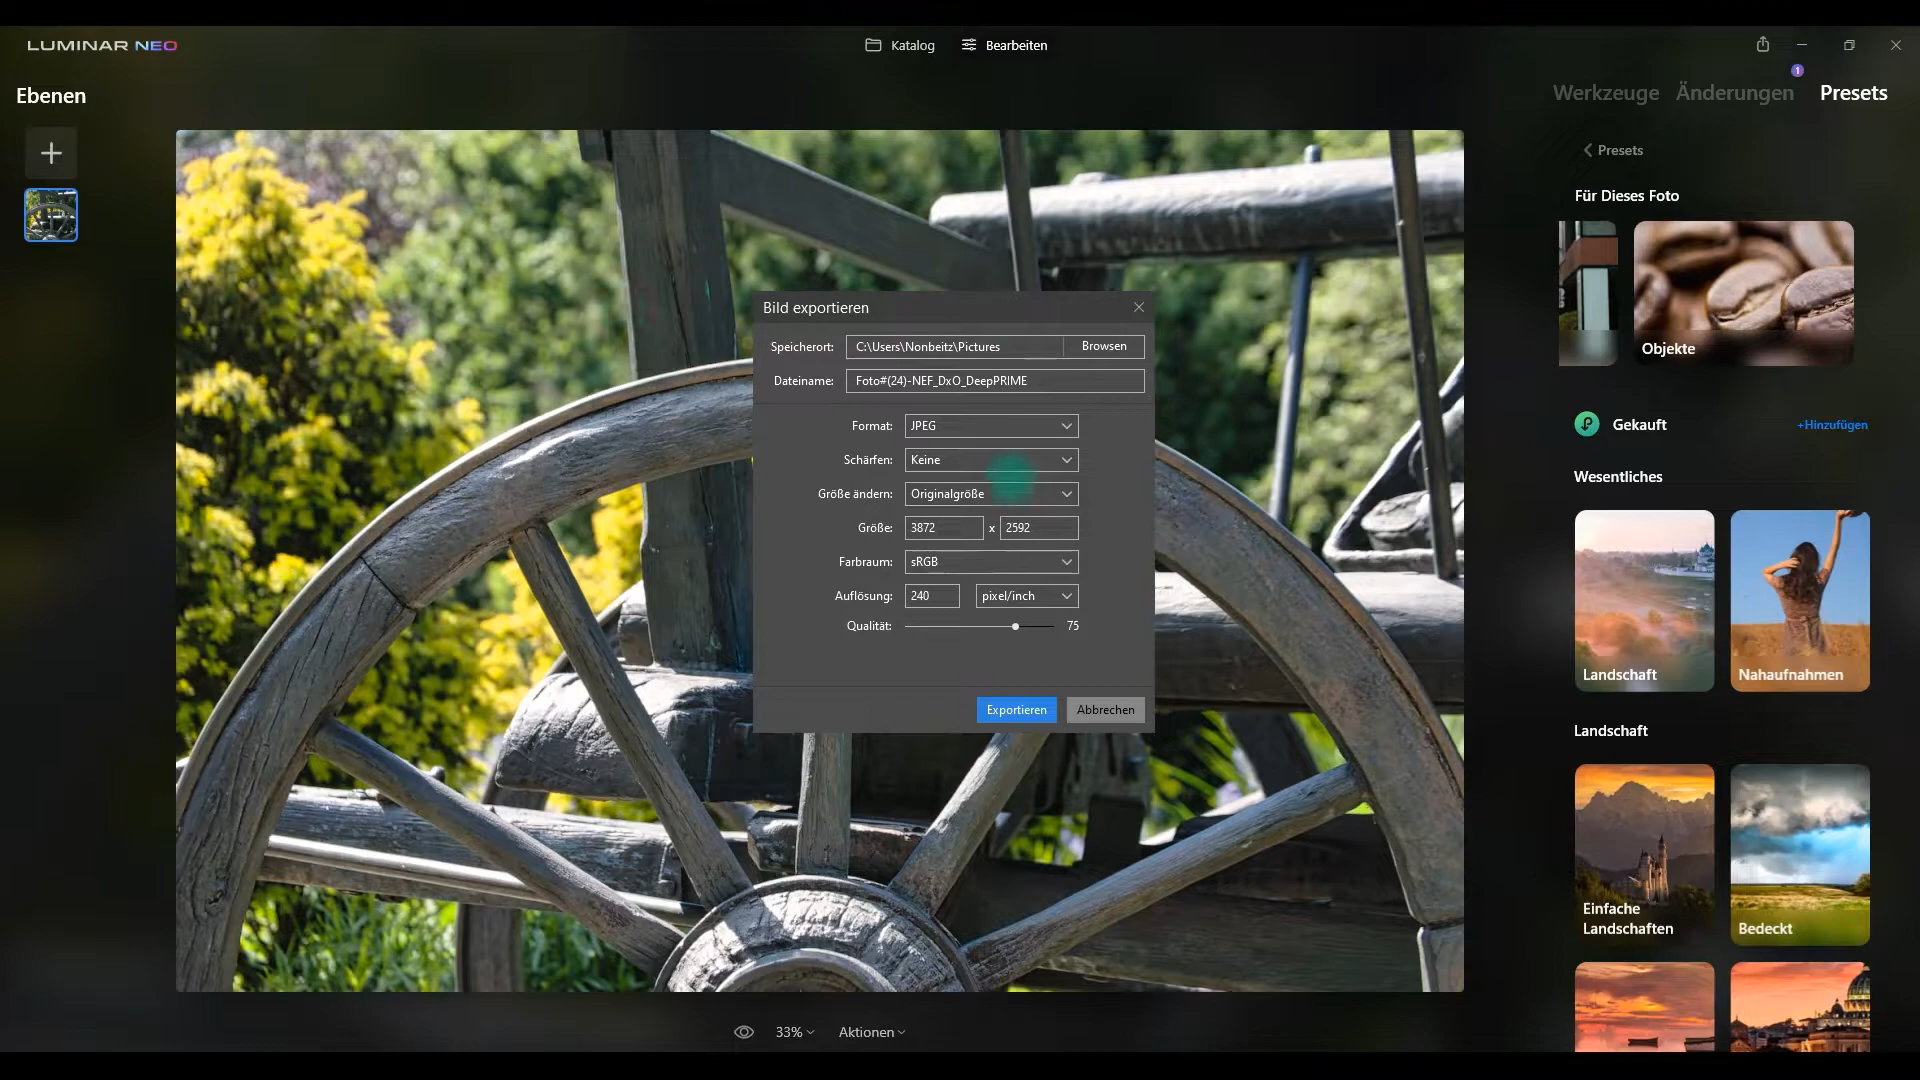 LUMINAR NEO
Katalog
Bearbeiten
1
Ebenen
Werkzeuge
Änderungen
Presets
Presets
Für Dieses Foto
Objekte
Gekauft
+Hinzufügen
Wesentliches
Landschaft
Nahaufnahmen
Landschaft
Einfache
Landschaften
Bedeckt
Bild exportieren
Speicherort: C:\Users\Nonbeitz\Pictures Browsen
Dateiname: Foto#(24)-NEF_DxO_DeepPRIME
Format: JPEG
Schärfen: Keine
Größe ändern: Originalgröße
Größe: 3872 x 2592
Farbraum: sRGB
Auflösung: 240 pixel/inch
Qualität: 75
Exportieren Abbrechen
33%
Aktionen